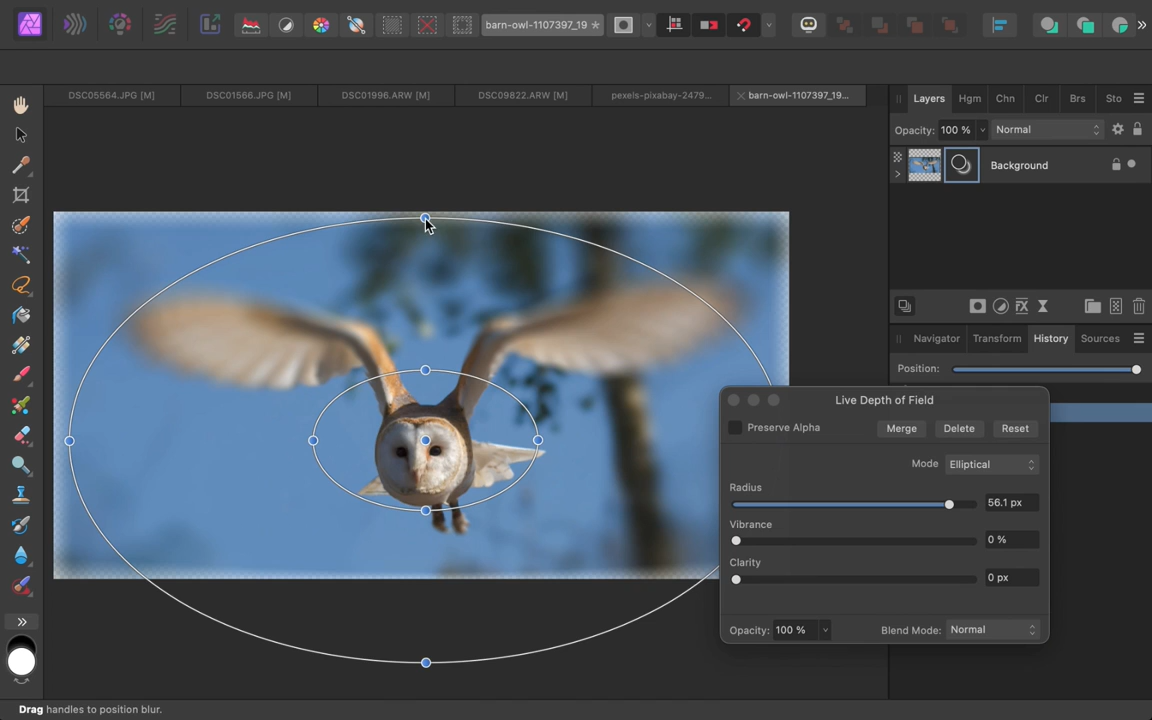 barn-owl-1107397_19 *
DSC05564.JPG [M]
DSC01566.JPG [M]
DSC01996.ARW [M]
DSC09822.ARW [M]
pexels-pixabay-2479...
barn-owl-1107397_19...
Layers Hgm Chn Clr Brs Sto
Opacity: 100 % Normal
Background
Navigator Transform History Sources
Position:
Live Depth of Field
Preserve Alpha Merge Delete Reset
Mode Elliptical
Radius
56.1 px
Vibrance
0 %
Clarity
0 px
Opacity: 100 % Blend Mode: Normal
Drag handles to position blur.